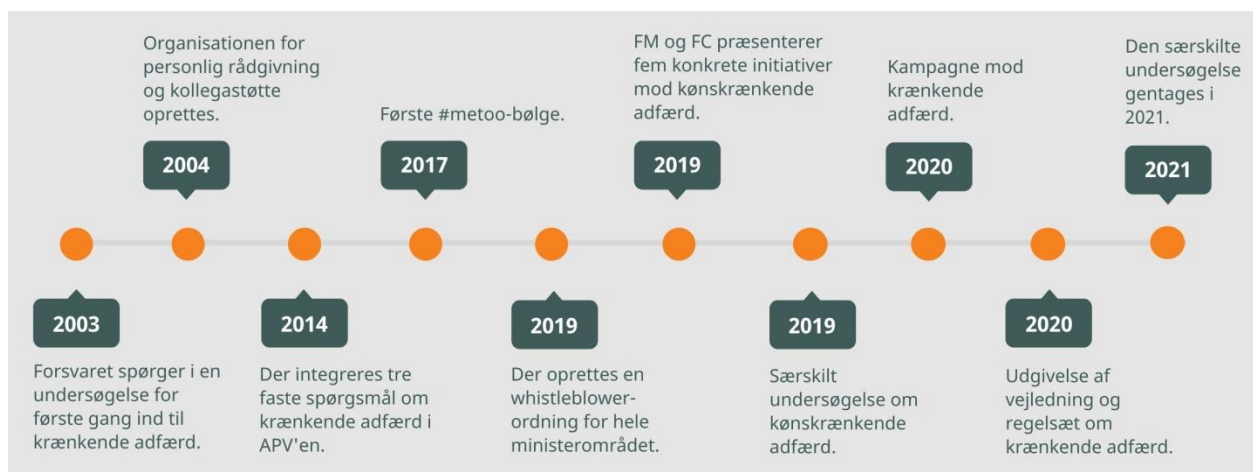 2003
Forsvaret spørger i en
undersøgelse for
første gang ind til
krænkende adfærd.
Organisationen for
personlig rådgivning
og kollegastøtte
oprettes.
2004
2014
Der integreres tre
faste spørgsmål om
krænkende adfærd i
APV'en.
Første #metoo-bølge.
2017
2019
Der oprettes en
whistleblower-
ordning for hele
ministerområdet.
FM og FC præsenterer
fem konkrete initiativer
mod kønskrænkende
adfærd.
2019
2019
Særskilt
undersøgelse om
kønskrænkende
adfærd.
Kampagne mod
krænkende
adfærd.
2020
2020
Udgivelse af
vejledning og
regelsæt om
krænkende adfærd.
Den særskilte
undersøgelse
gentages i
2021.
2021